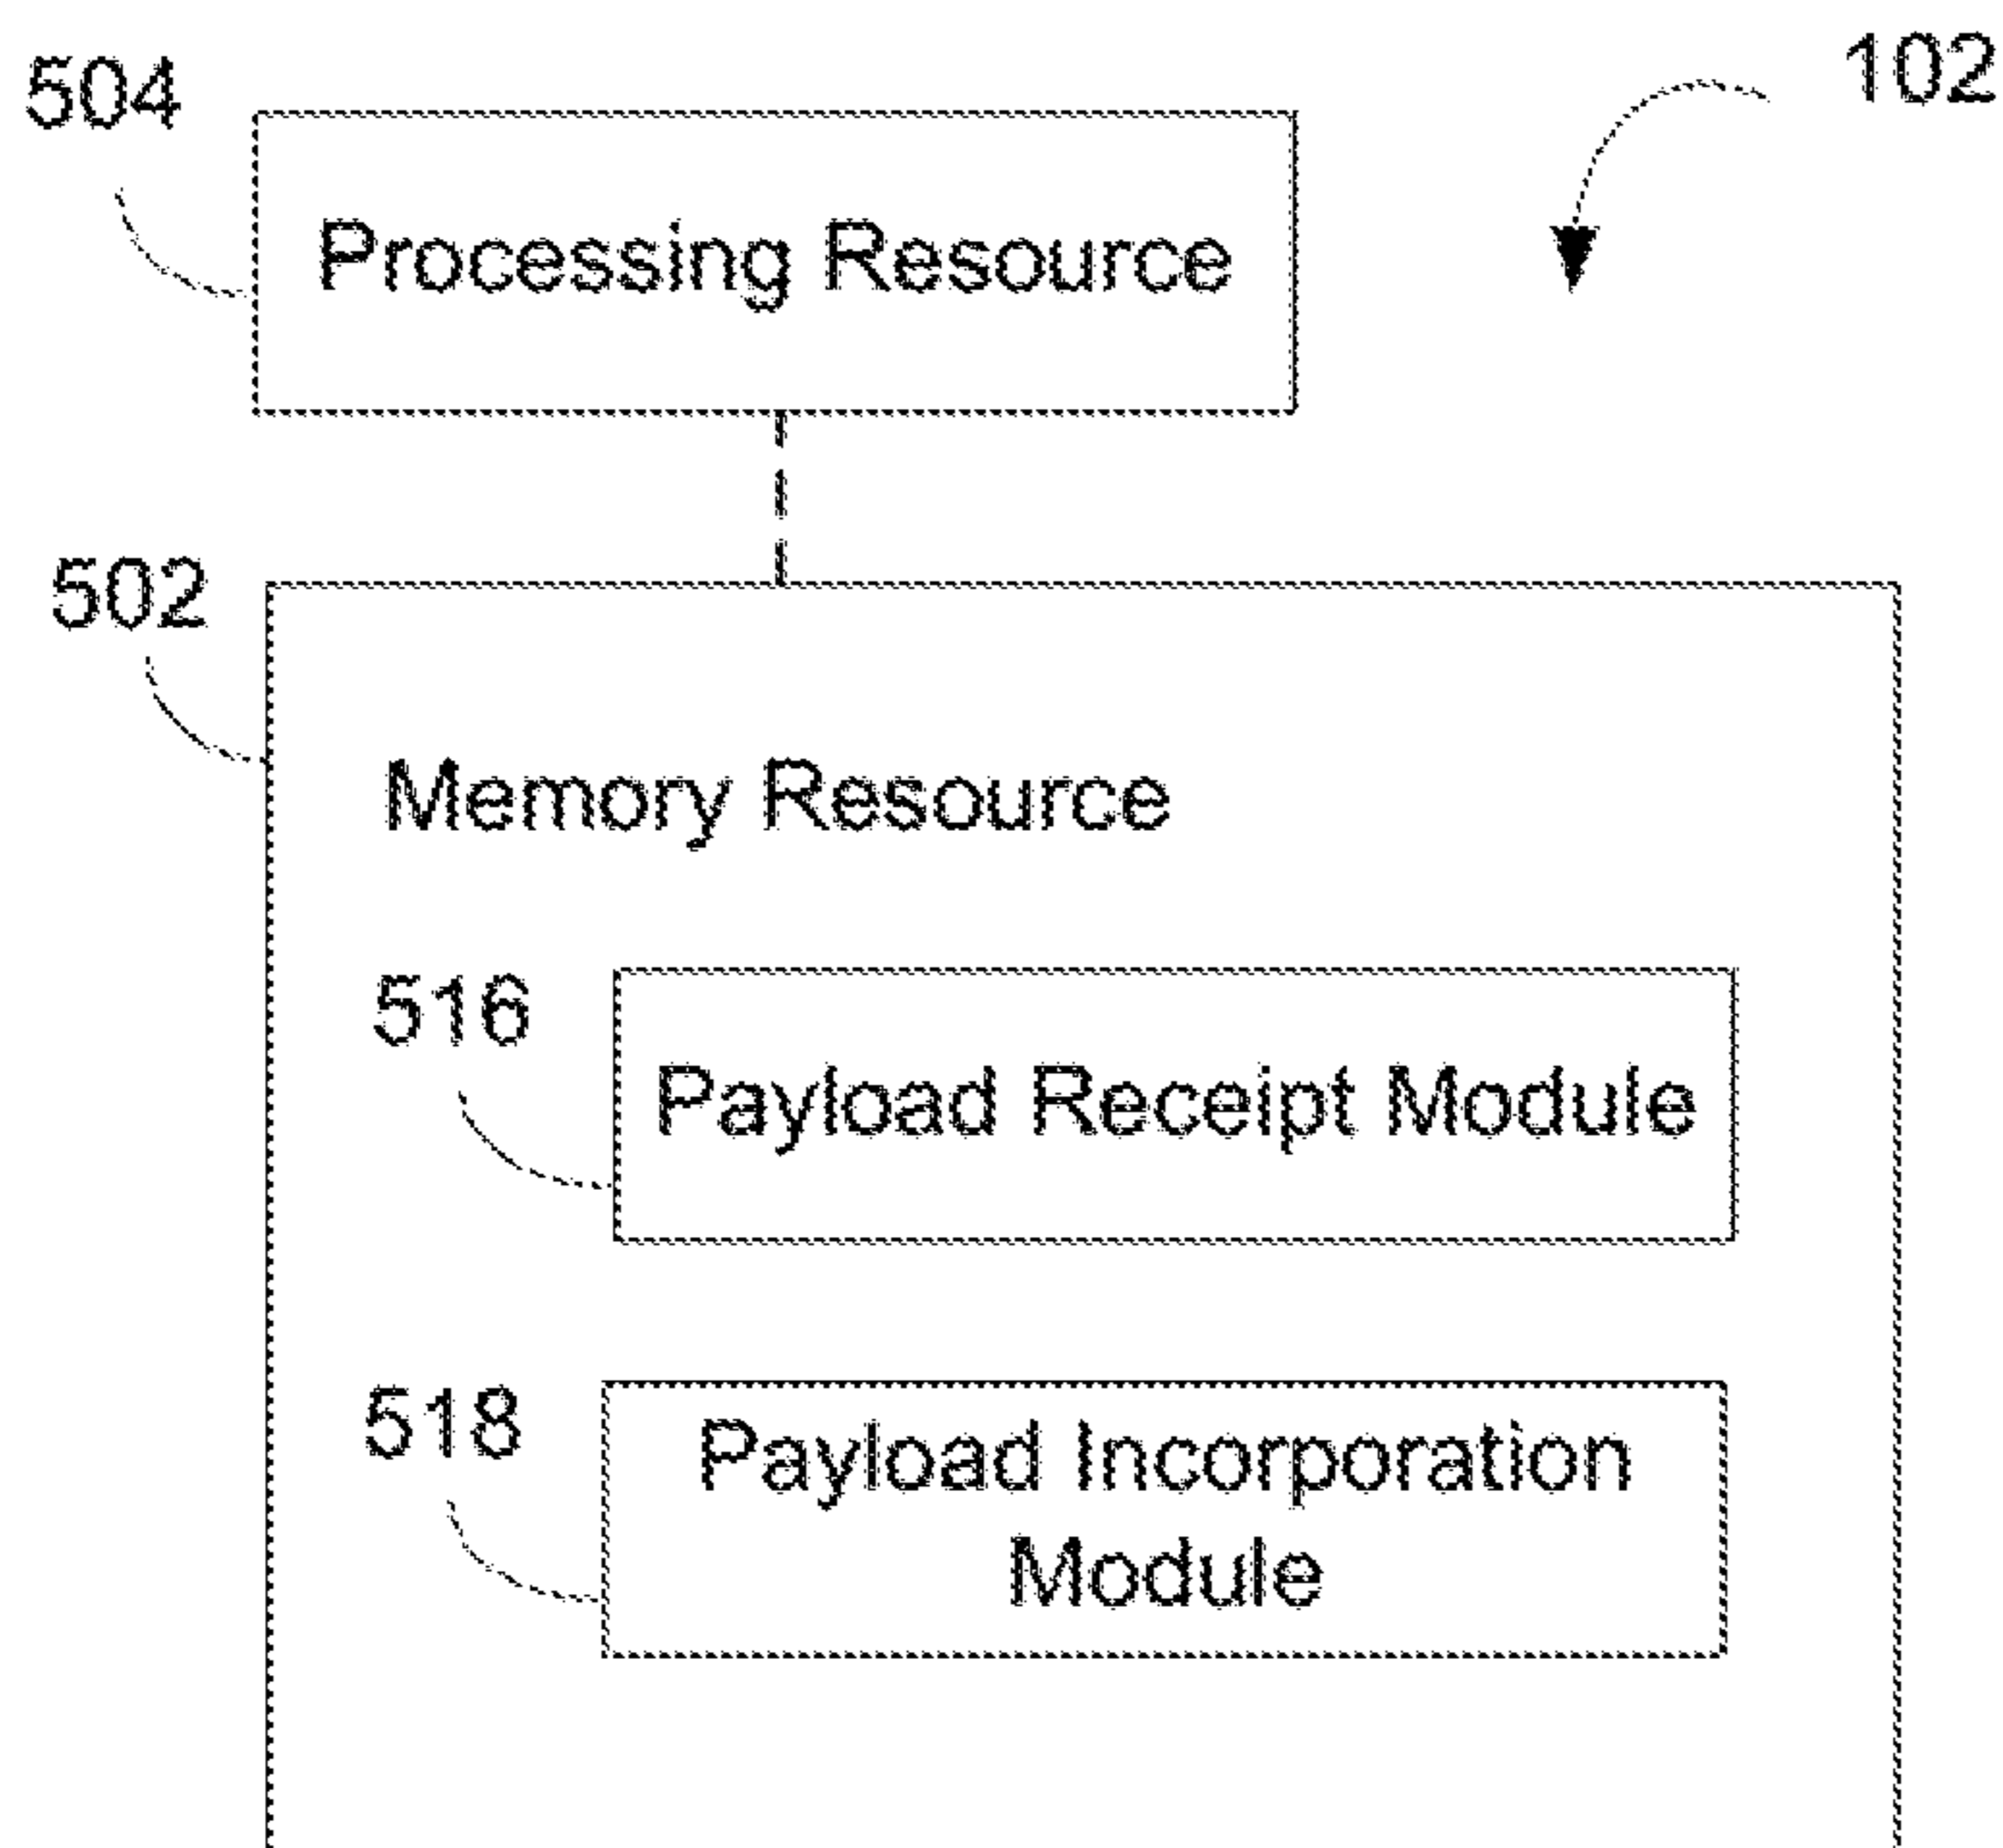 504
102
Processing Resource
502
Memory Resource
516
Payload Receipt Module
518
Payload Incorporation
Module